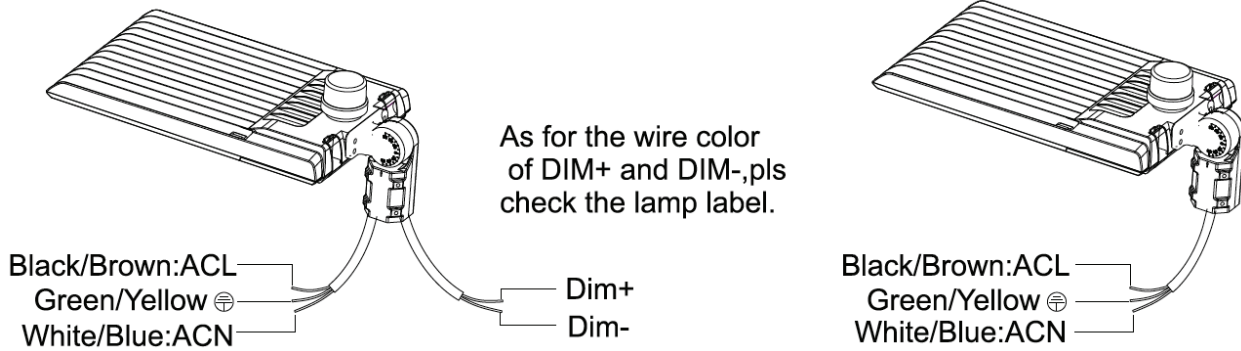 As for the wire color
of DIM+ and DIM-,pls
check the lamp label.
Black/Brown:ACL
Green/Yellow ⏚
White/Blue:ACN
Dim+
Dim-
Black/Brown:ACL
Green/Yellow ⏚
White/Blue:ACN